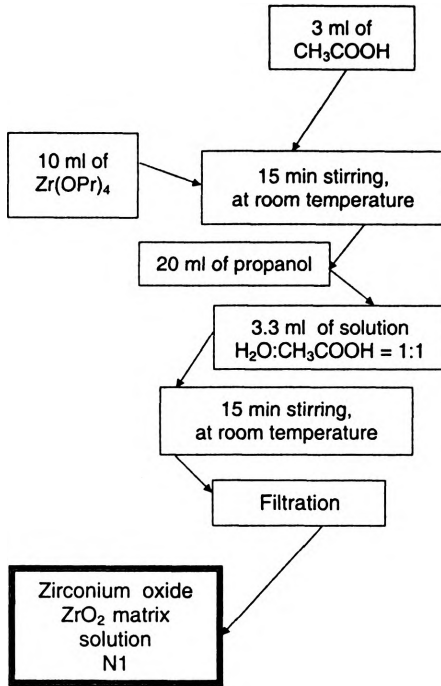 3 ml of
CH₃COOH
10 ml of
Zr(OPr)₄
15 min stirring,
at room temperature
20 ml of propanol
3.3 ml of solution
H₂O:CH₃COOH = 1:1
15 min stirring,
at room temperature
Filtration
Zirconium oxide
ZrO₂ matrix
solution
N1